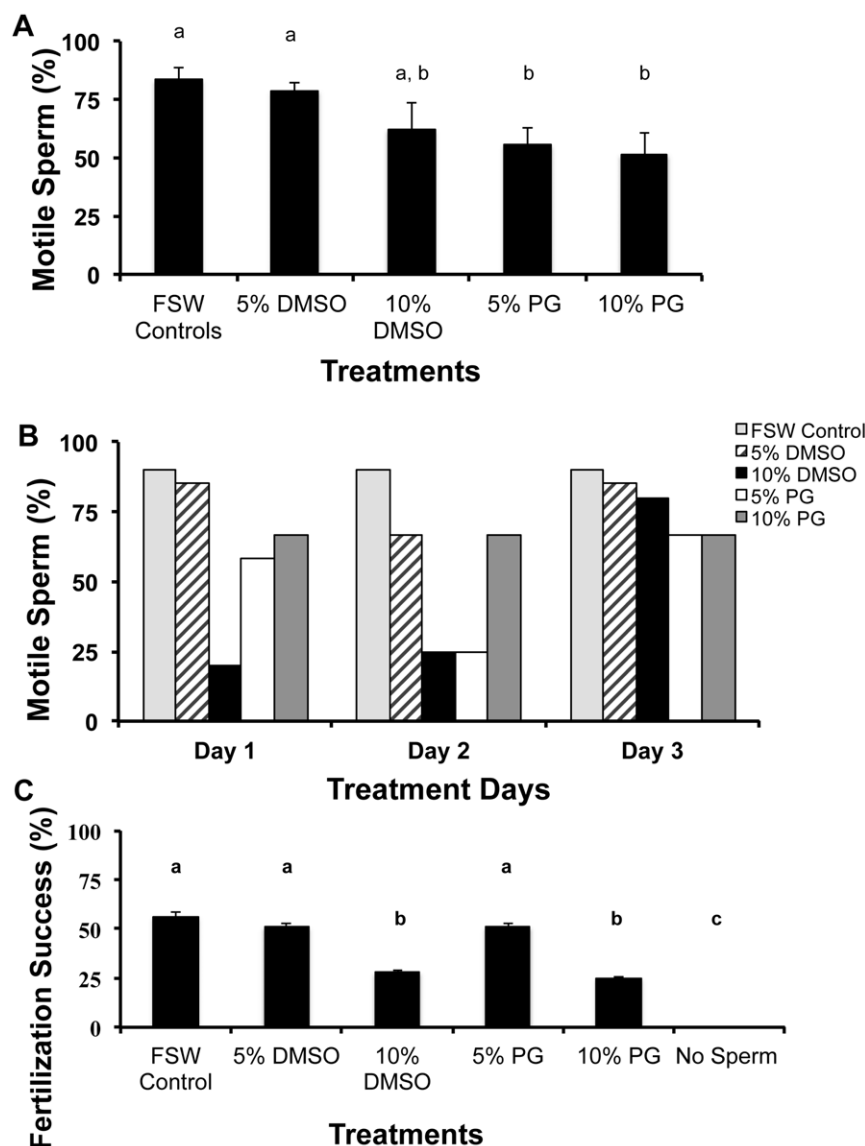 A
Motile Sperm (%)
100
75
50
25
0
a
a
a, b
b
b
FSW Controls
5% DMSO
10% DMSO
5% PG
10% PG
Treatments
B
Motile Sperm (%)
100
75
50
25
0
FSW Control
5% DMSO
10% DMSO
5% PG
10% PG
Day 1
Day 2
Day 3
Treatment Days
C
Fertilization Success (%)
100
75
50
25
0
a
a
b
a
b
c
FSW Control
5% DMSO
10% DMSO
5% PG
10% PG
No Sperm
Treatments